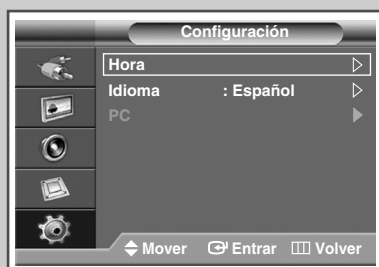 Configuración
Hora
Idioma : Español
PC
Mover Entrar Volver